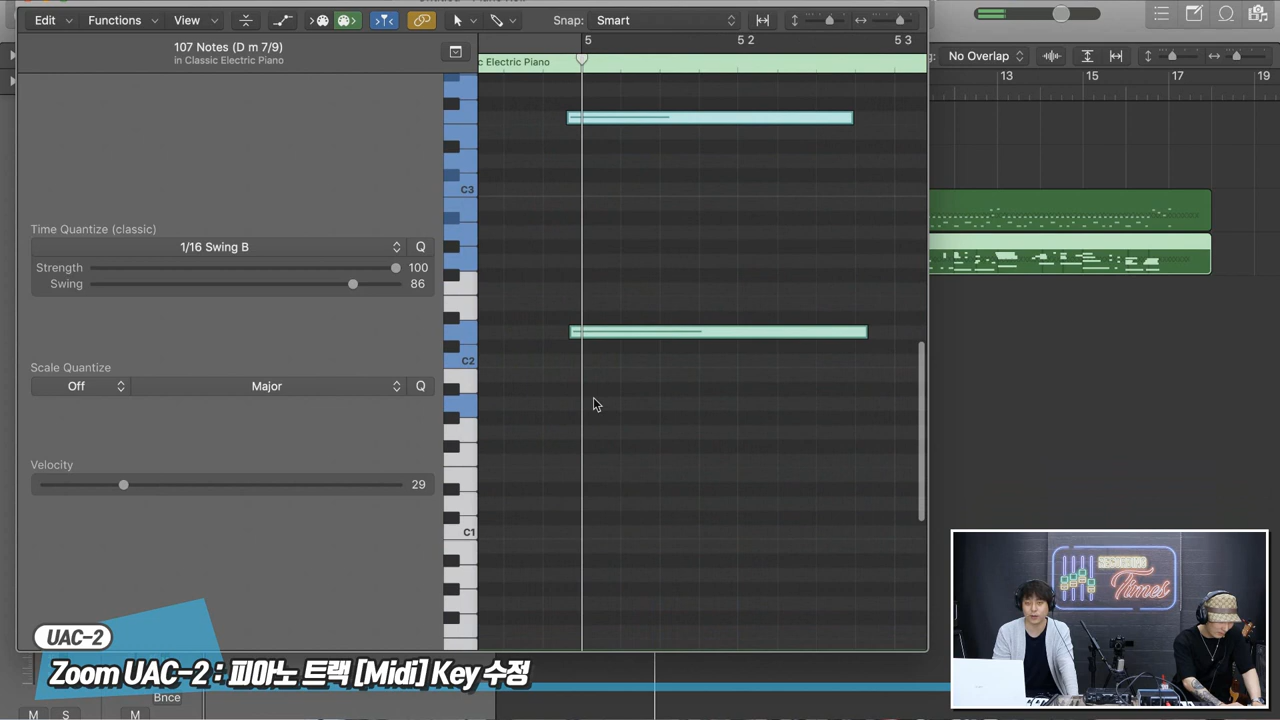 Edit
Functions
View
Snap:
Smart
107 Notes (D m 7/9)
in Classic Electric Piano
5
5 2
5 3
c Electric Piano
No Overlap
13
15
17
19
C3
Time Quantize (classic)
1/16 Swing B
Q
Strength
100
Swing
86
C2
Scale Quantize
Off
Major
Q
Velocity
29
C1
RECORDING
Times
UAC-2
Zoom UAC-2 : 피아노 트랙 [Midi] Key 수정
Bnce
M
S
M